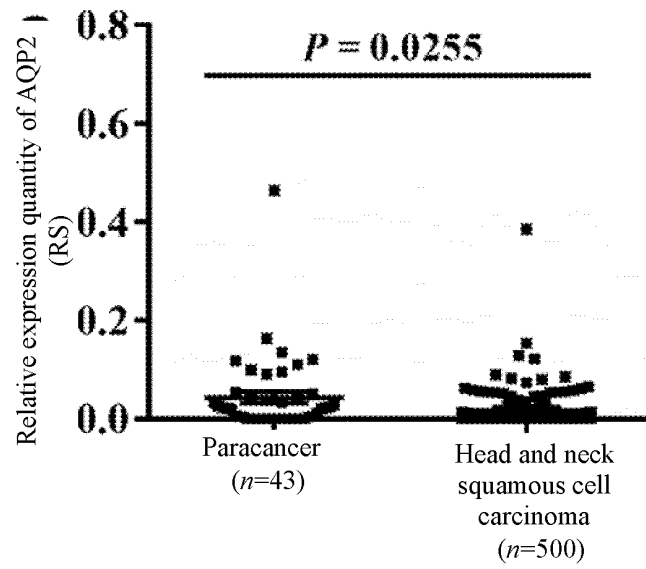 Relative expression quantity of AQP2
(RS)
P = 0.0255
0.8
0.6
0.4
0.2
0.0
Paracancer
(n=43)
Head and neck
squamous cell
carcinoma
(n=500)